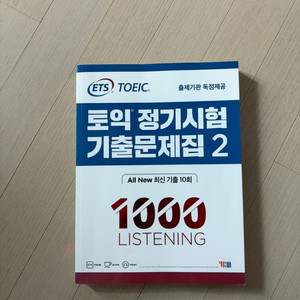 ETS TOEIC 출제기관 독점제공
토익 정기시험
기출문제집 2
All New 최신 기출 10회
1000
LISTENING
YBM